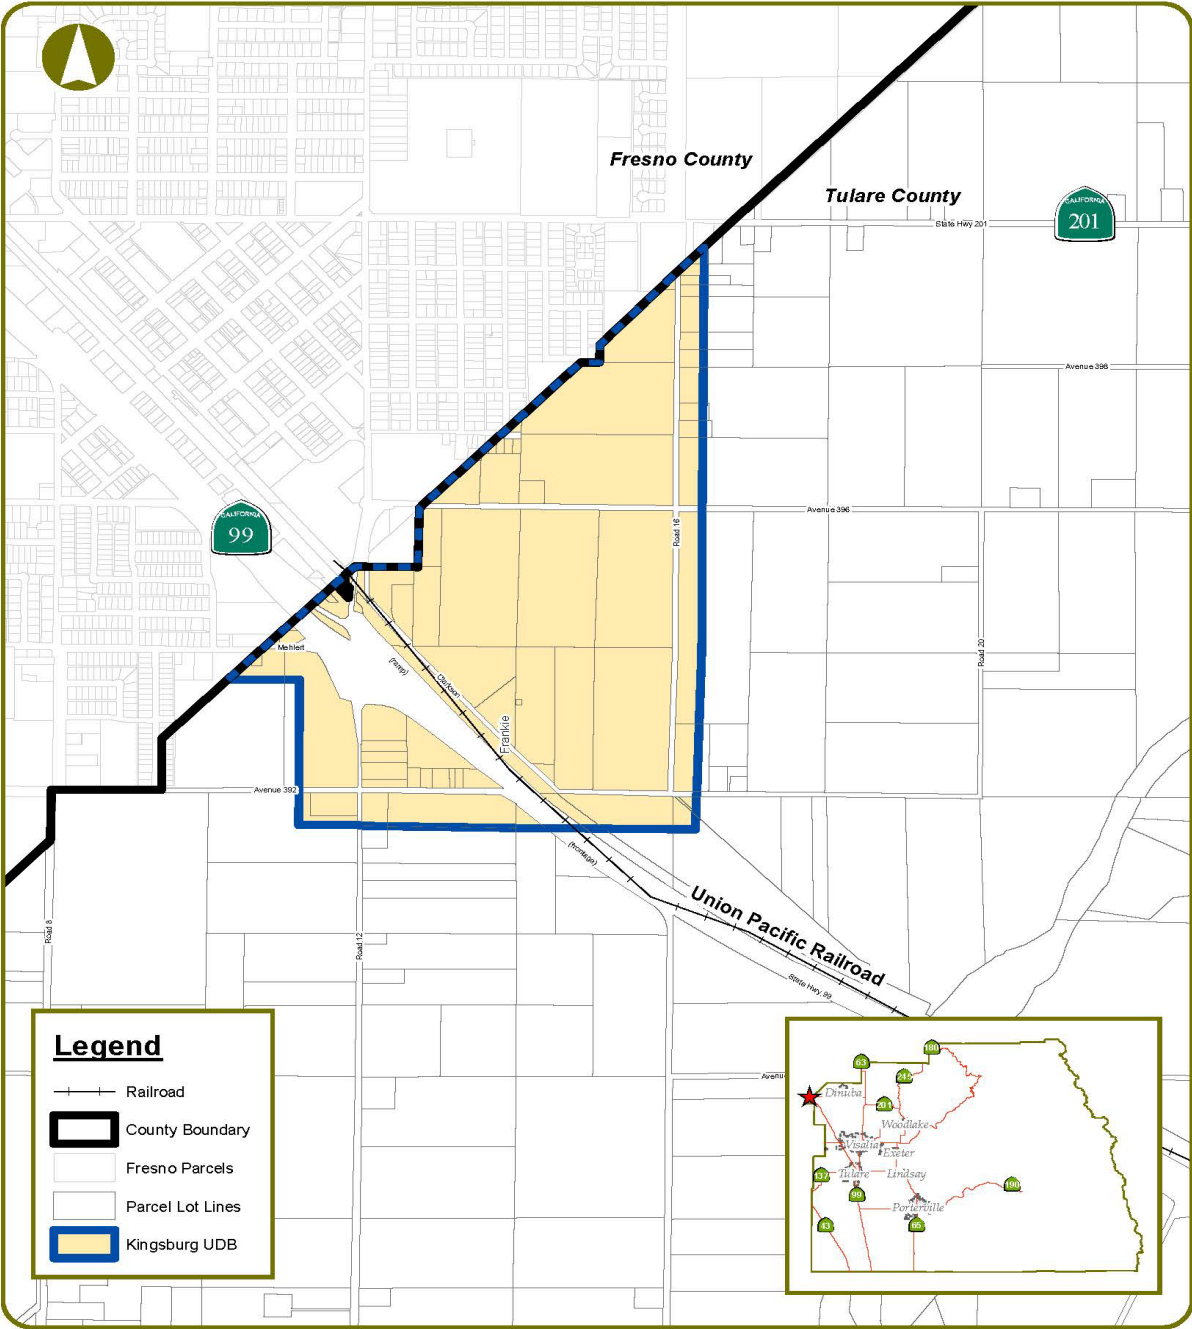 Fresno County
Tulare County
CALIFORNIA
201
State Hwy 201
Avenue 396
CALIFORNIA
99
Avenue 396
Road 16
Mehlert
(ramp)
Clarkson
Road 20
Frankie
Avenue 392
(frontage)
Union Pacific Railroad
State Hwy 99
Road 8
Road 12
Avenu
Legend
Railroad
County Boundary
Fresno Parcels
Parcel Lot Lines
Kingsburg UDB
180
63
245
Dinuba
201
Woodlake
Visalia
Exeter
Tulare
Lindsay
137
190
99
Porterville
43
65